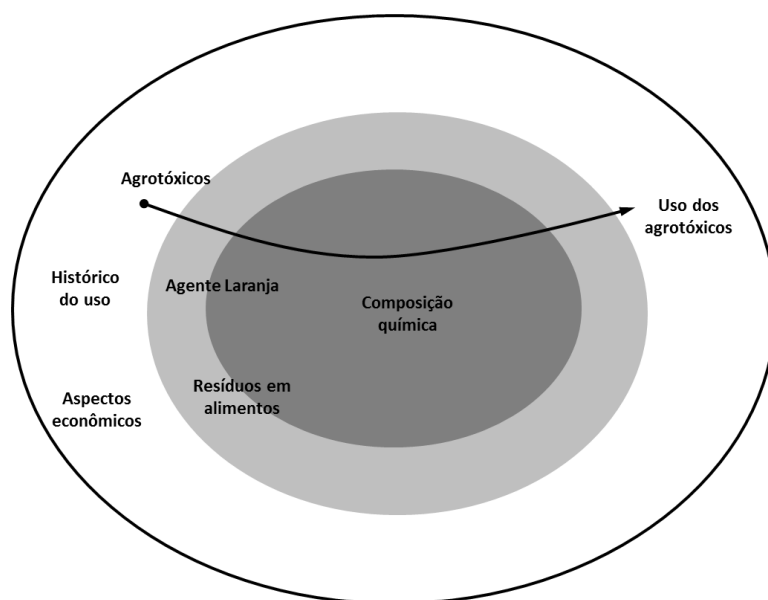 Agrotóxicos
Uso dos
agrotóxicos
Histórico
do uso
Agente Laranja
Composição
química
Aspectos
econômicos
Resíduos em
alimentos